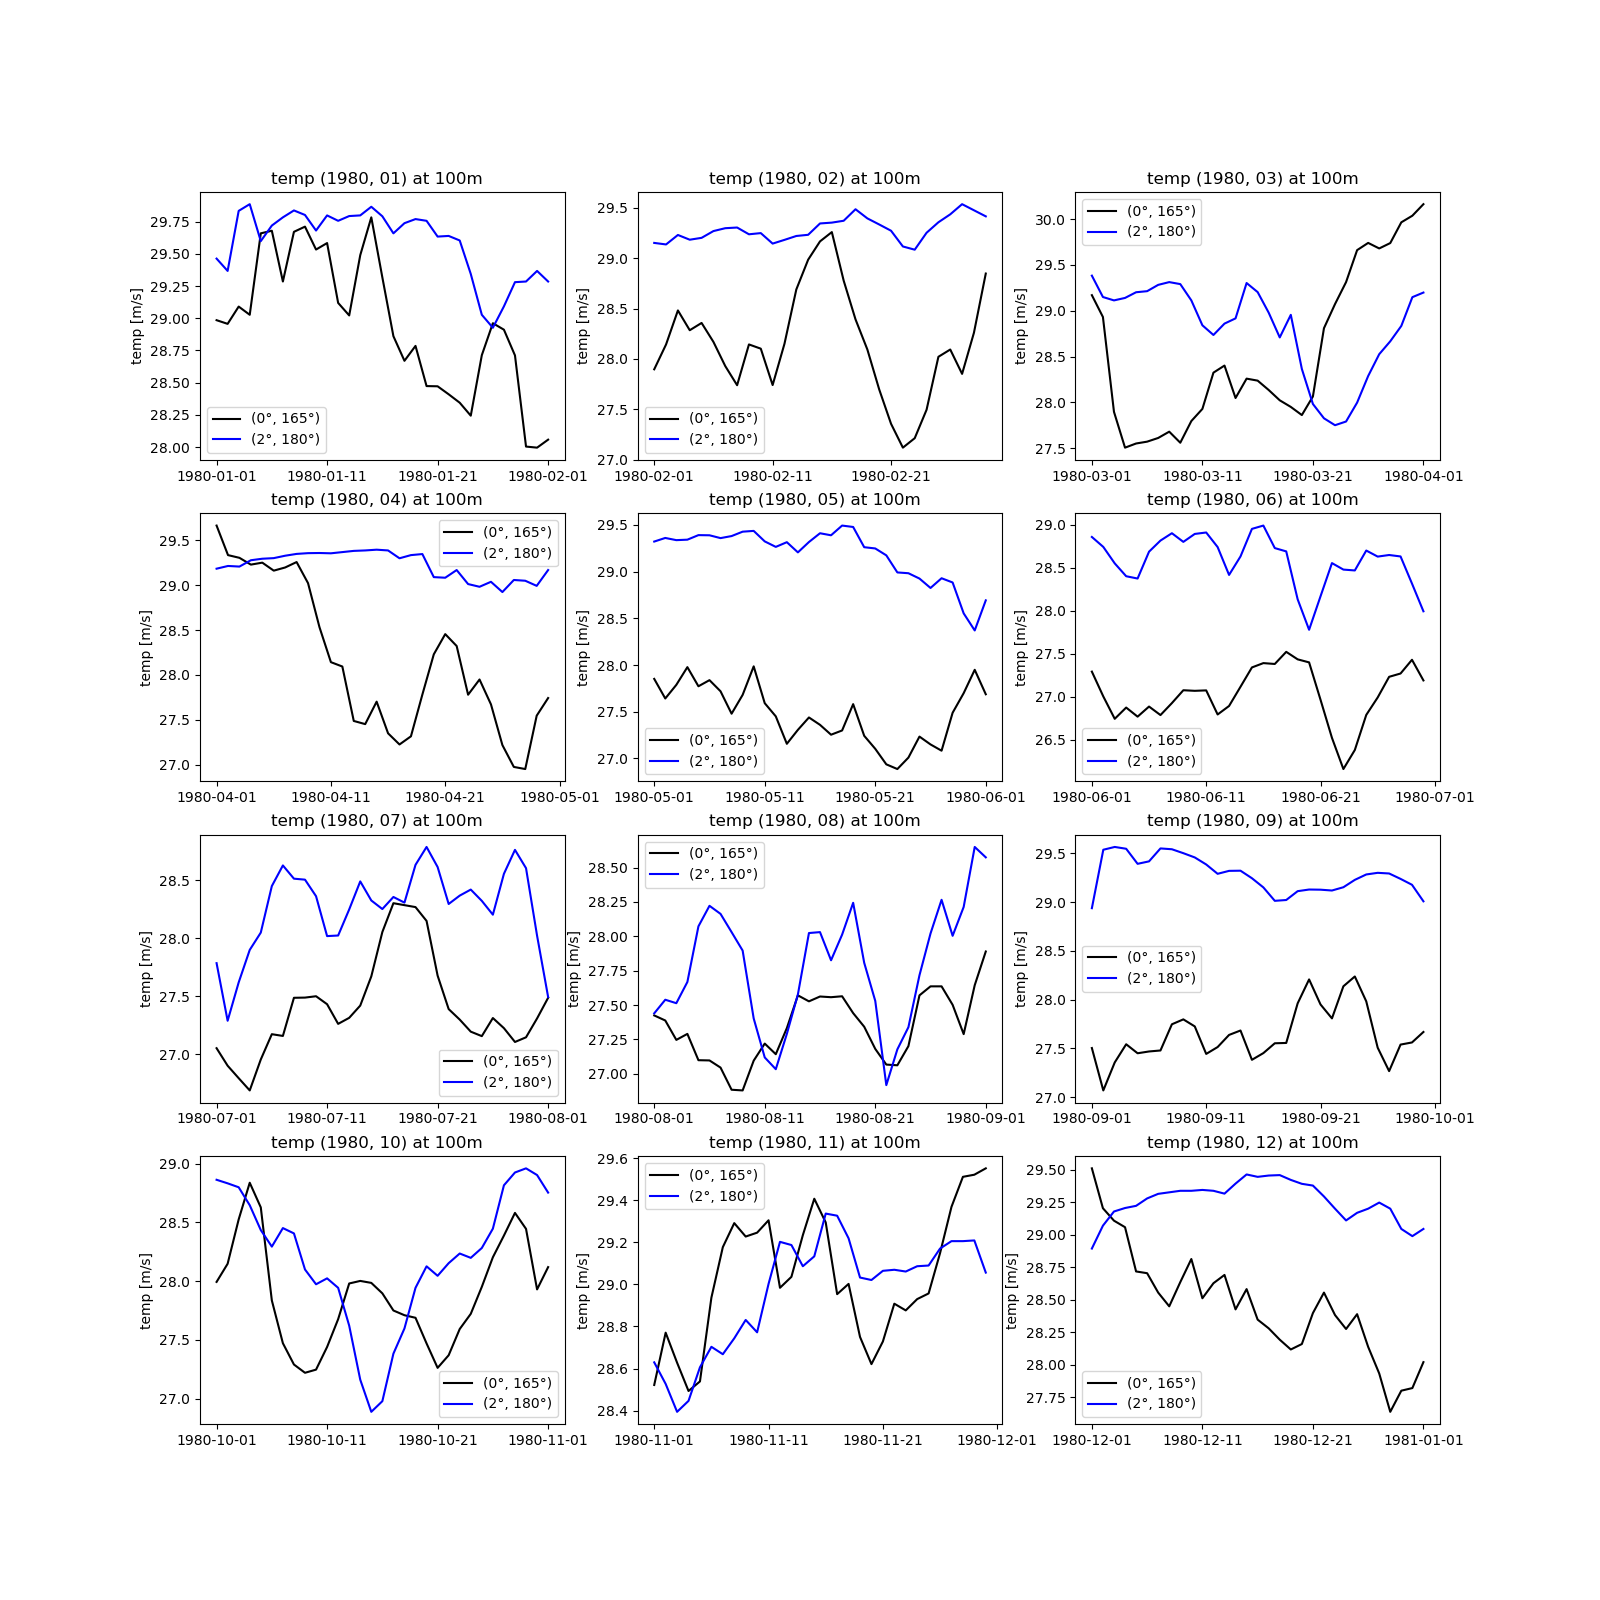 temp (1980, 01) at 100m
temp [m/s]
29.75
29.50
29.25
29.00
28.75
28.50
28.25
28.00
(0°, 165°)
(2°, 180°)
1980-01-01 1980-01-11 1980-01-21 1980-02-01
temp (1980, 02) at 100m
temp [m/s]
29.5
29.0
28.5
28.0
27.5
27.0
(0°, 165°)
(2°, 180°)
1980-02-01 1980-02-11 1980-02-21
temp (1980, 03) at 100m
temp [m/s]
30.0
29.5
29.0
28.5
28.0
27.5
(0°, 165°)
(2°, 180°)
1980-03-01 1980-03-11 1980-03-21 1980-04-01
temp (1980, 04) at 100m
temp [m/s]
29.5
29.0
28.5
28.0
27.5
27.0
(0°, 165°)
(2°, 180°)
1980-04-01 1980-04-11 1980-04-21 1980-05-01
temp (1980, 05) at 100m
temp [m/s]
29.5
29.0
28.5
28.0
27.5
27.0
(0°, 165°)
(2°, 180°)
1980-05-01 1980-05-11 1980-05-21 1980-06-01
temp (1980, 06) at 100m
temp [m/s]
29.0
28.5
28.0
27.5
27.0
26.5
(0°, 165°)
(2°, 180°)
1980-06-01 1980-06-11 1980-06-21 1980-07-01
temp (1980, 07) at 100m
temp [m/s]
28.5
28.0
27.5
27.0
(0°, 165°)
(2°, 180°)
1980-07-01 1980-07-11 1980-07-21 1980-08-01
temp (1980, 08) at 100m
temp [m/s]
28.50
28.25
28.00
27.75
27.50
27.25
27.00
(0°, 165°)
(2°, 180°)
1980-08-01 1980-08-11 1980-08-21 1980-09-01
temp (1980, 09) at 100m
temp [m/s]
29.5
29.0
28.5
28.0
27.5
27.0
(0°, 165°)
(2°, 180°)
1980-09-01 1980-09-11 1980-09-21 1980-10-01
temp (1980, 10) at 100m
temp [m/s]
29.0
28.5
28.0
27.5
27.0
(0°, 165°)
(2°, 180°)
1980-10-01 1980-10-11 1980-10-21 1980-11-01
temp (1980, 11) at 100m
temp [m/s]
29.6
29.4
29.2
29.0
28.8
28.6
28.4
(0°, 165°)
(2°, 180°)
1980-11-01 1980-11-11 1980-11-21 1980-12-01
temp (1980, 12) at 100m
temp [m/s]
29.50
29.25
29.00
28.75
28.50
28.25
28.00
27.75
(0°, 165°)
(2°, 180°)
1980-12-01 1980-12-11 1980-12-21 1981-01-01